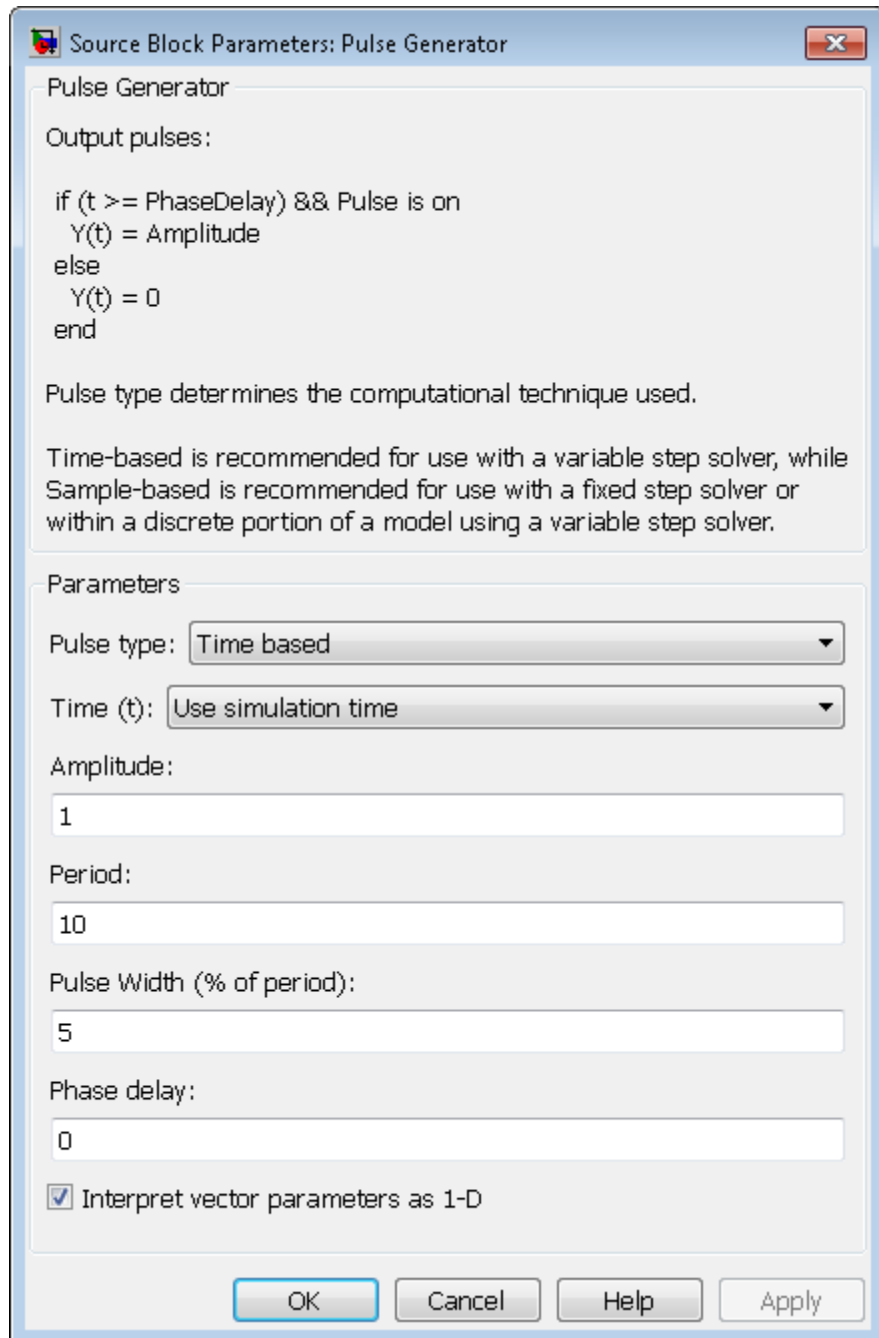 Source Block Parameters: Pulse Generator
Pulse Generator
Output pulses:
if (t >= PhaseDelay) && Pulse is on
Y(t) = Amplitude
else
Y(t) = 0
end
Pulse type determines the computational technique used.
Time-based is recommended for use with a variable step solver, while
Sample-based is recommended for use with a fixed step solver or
within a discrete portion of a model using a variable step solver.
Parameters
Pulse type: Time based
Time (t): Use simulation time
Amplitude:
1
Period:
10
Pulse Width (% of period):
5
Phase delay:
0
Interpret vector parameters as 1-D
OK Cancel Help Apply